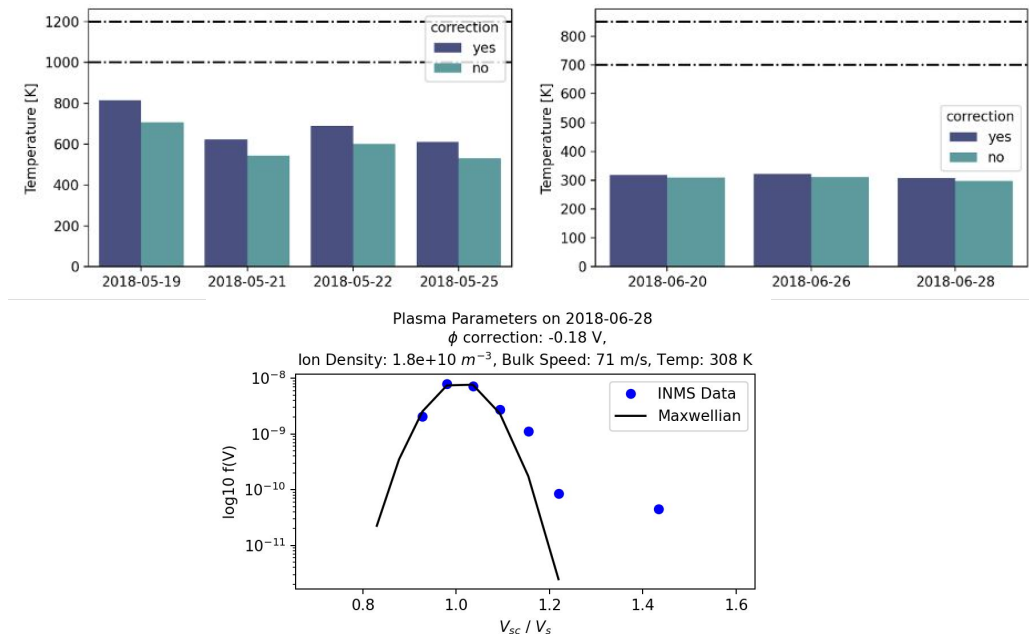 1200
1000
800
600
400
200
0
Temperature [K]
correction
yes
no
2018-05-19 2018-05-21 2018-05-22 2018-05-25
800
700
600
500
400
300
200
100
0
Temperature [K]
correction
yes
no
2018-06-20 2018-06-26 2018-06-28
Plasma Parameters on 2018-06-28
ϕ correction: -0.18 V,
Ion Density: 1.8e+10 m⁻³, Bulk Speed: 71 m/s, Temp: 308 K
10⁻⁸
10⁻⁹
10⁻¹⁰
10⁻¹¹
log10 f(V)
INMS Data
Maxwellian
0.8 1.0 1.2 1.4 1.6
V_sc / V_s